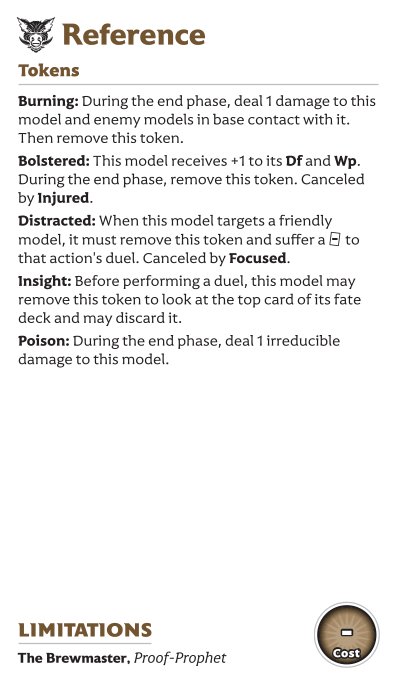 Reference
Tokens
Burning: During the end phase, deal 1 damage to this
model and enemy models in base contact with it.
Then remove this token.
Bolstered: This model receives +1 to its Df and Wp.
During the end phase, remove this token. Canceled
by Injured.
Distracted: When this model targets a friendly
model, it must remove this token and suffer a [-] to
that action's duel. Canceled by Focused.
Insight: Before performing a duel, this model may
remove this token to look at the top card of its fate
deck and may discard it.
Poison: During the end phase, deal 1 irreducible
damage to this model.
LIMITATIONS
The Brewmaster, Proof-Prophet
-
Cost